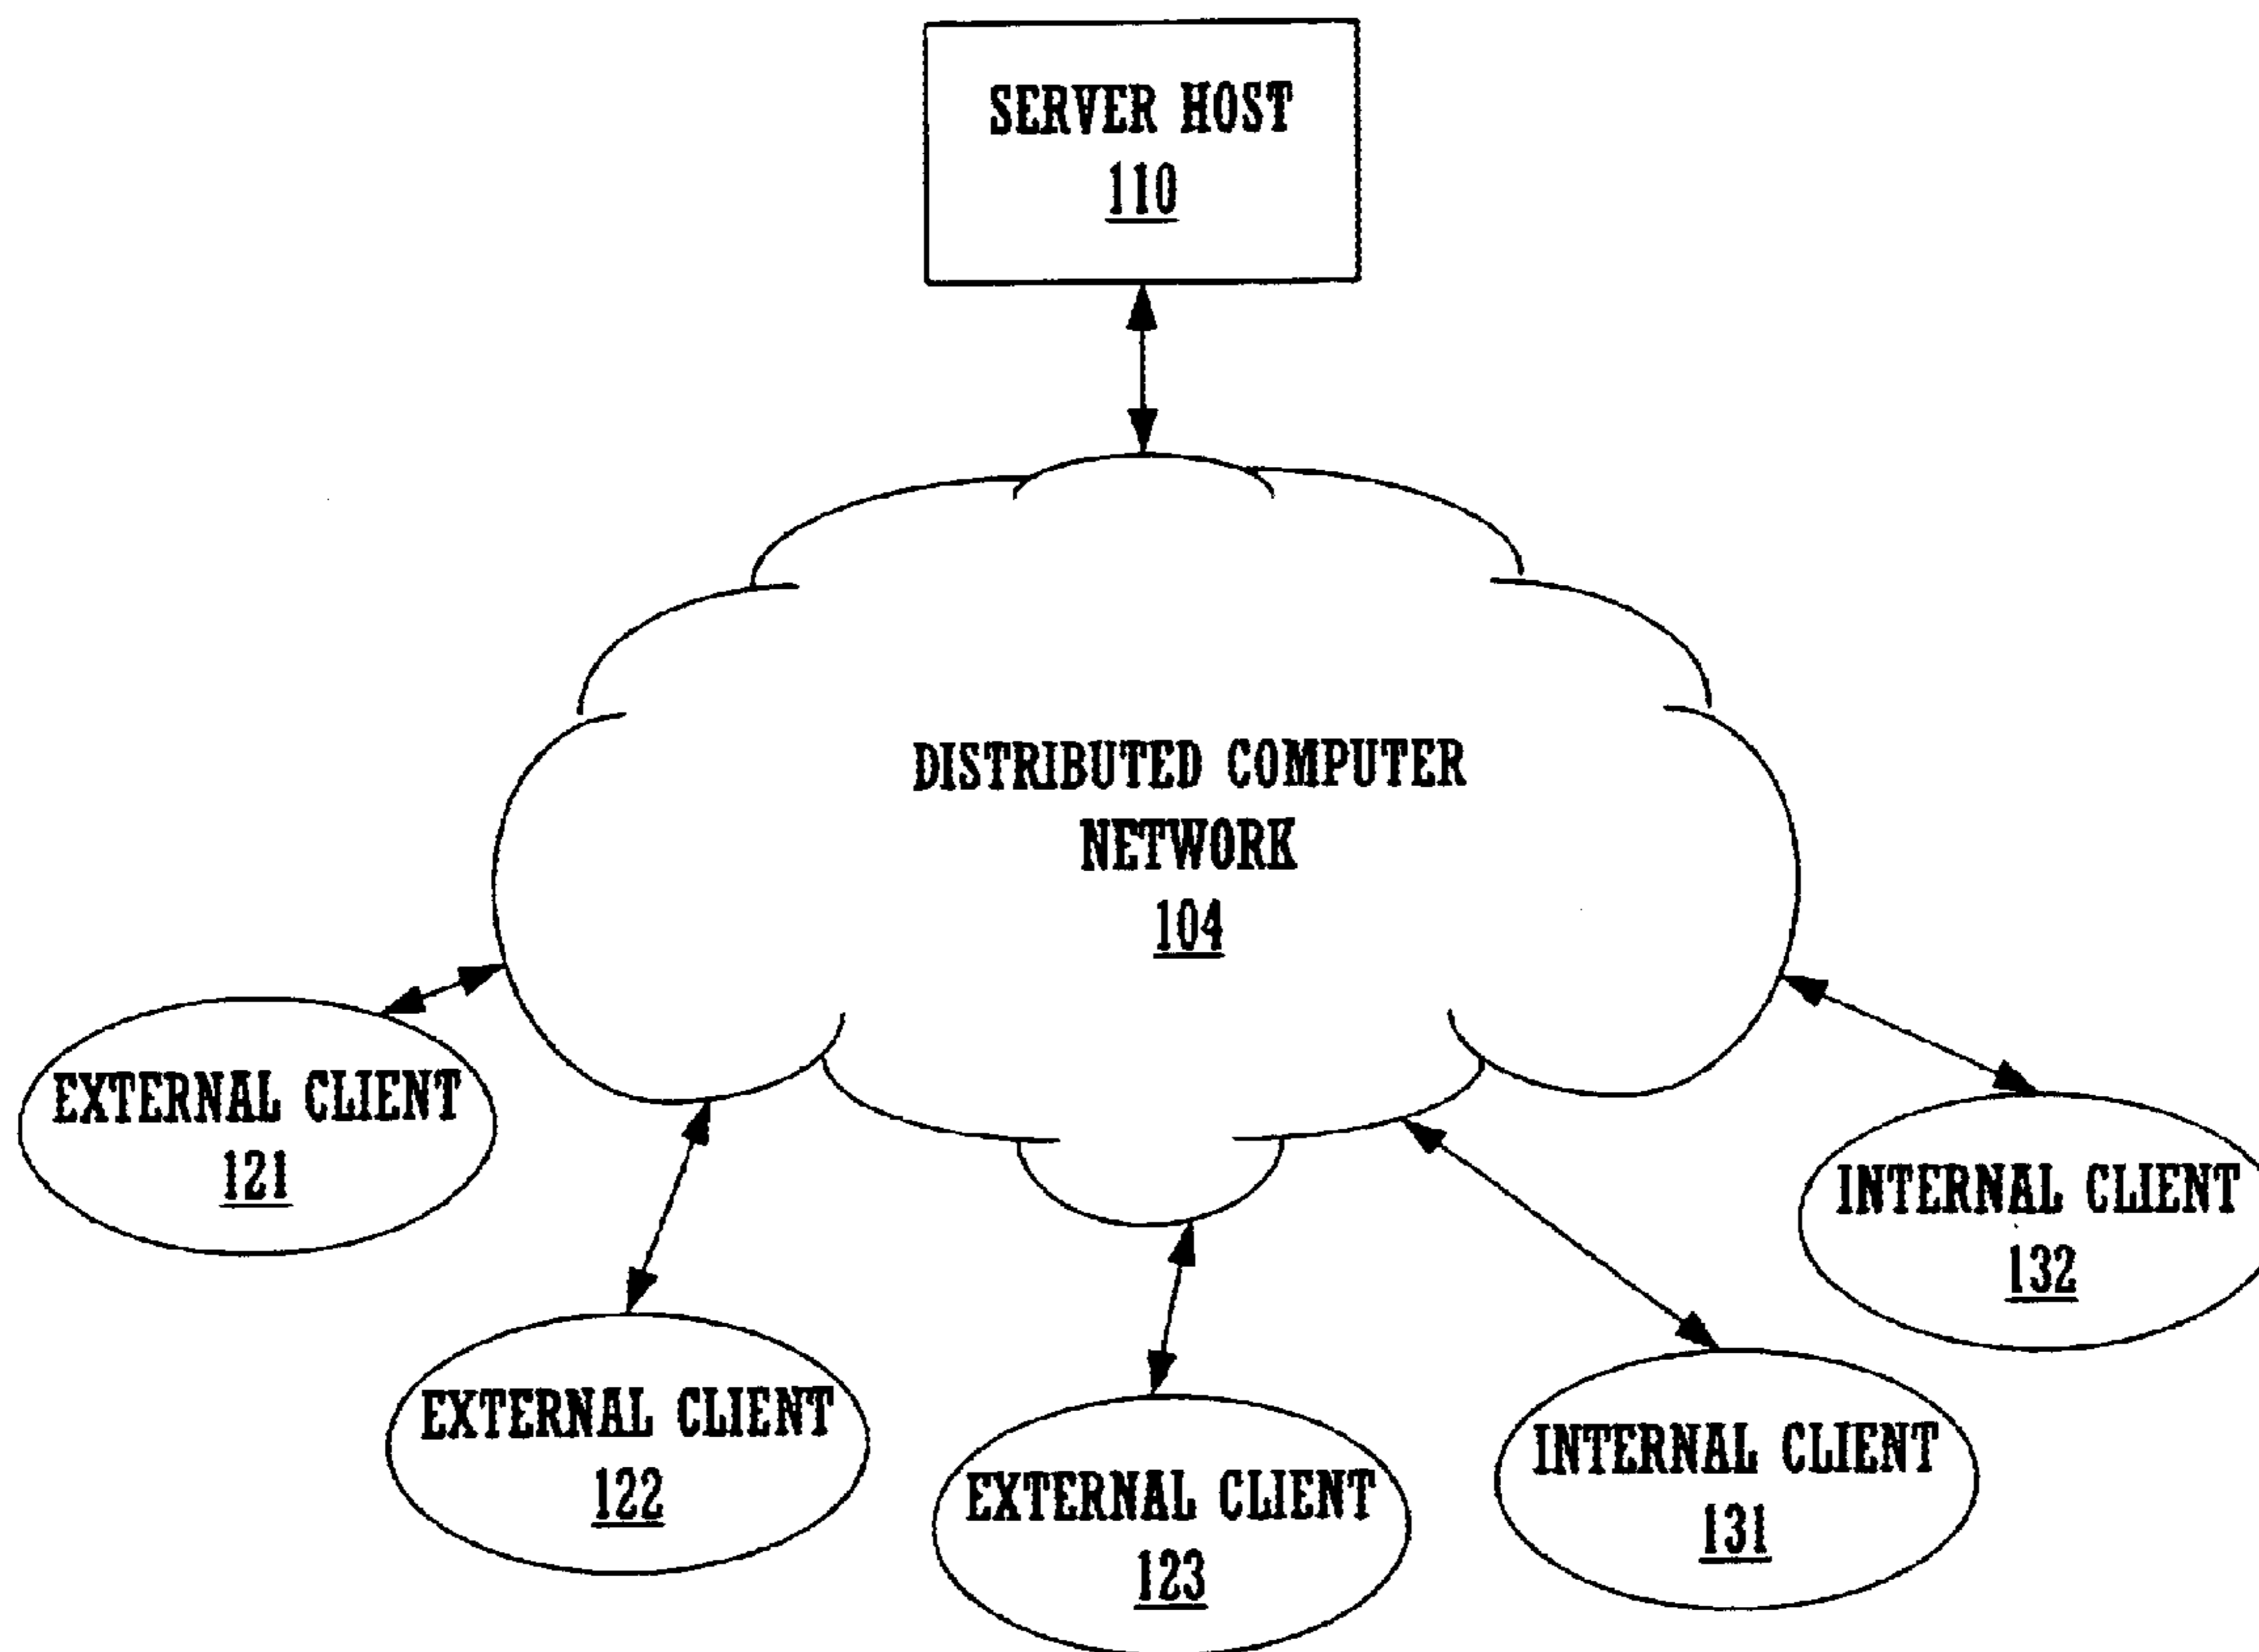 SERVER HOST
110
DISTRIBUTED COMPUTER
NETWORK
104
EXTERNAL CLIENT
121
EXTERNAL CLIENT
122
EXTERNAL CLIENT
123
INTERNAL CLIENT
131
INTERNAL CLIENT
132